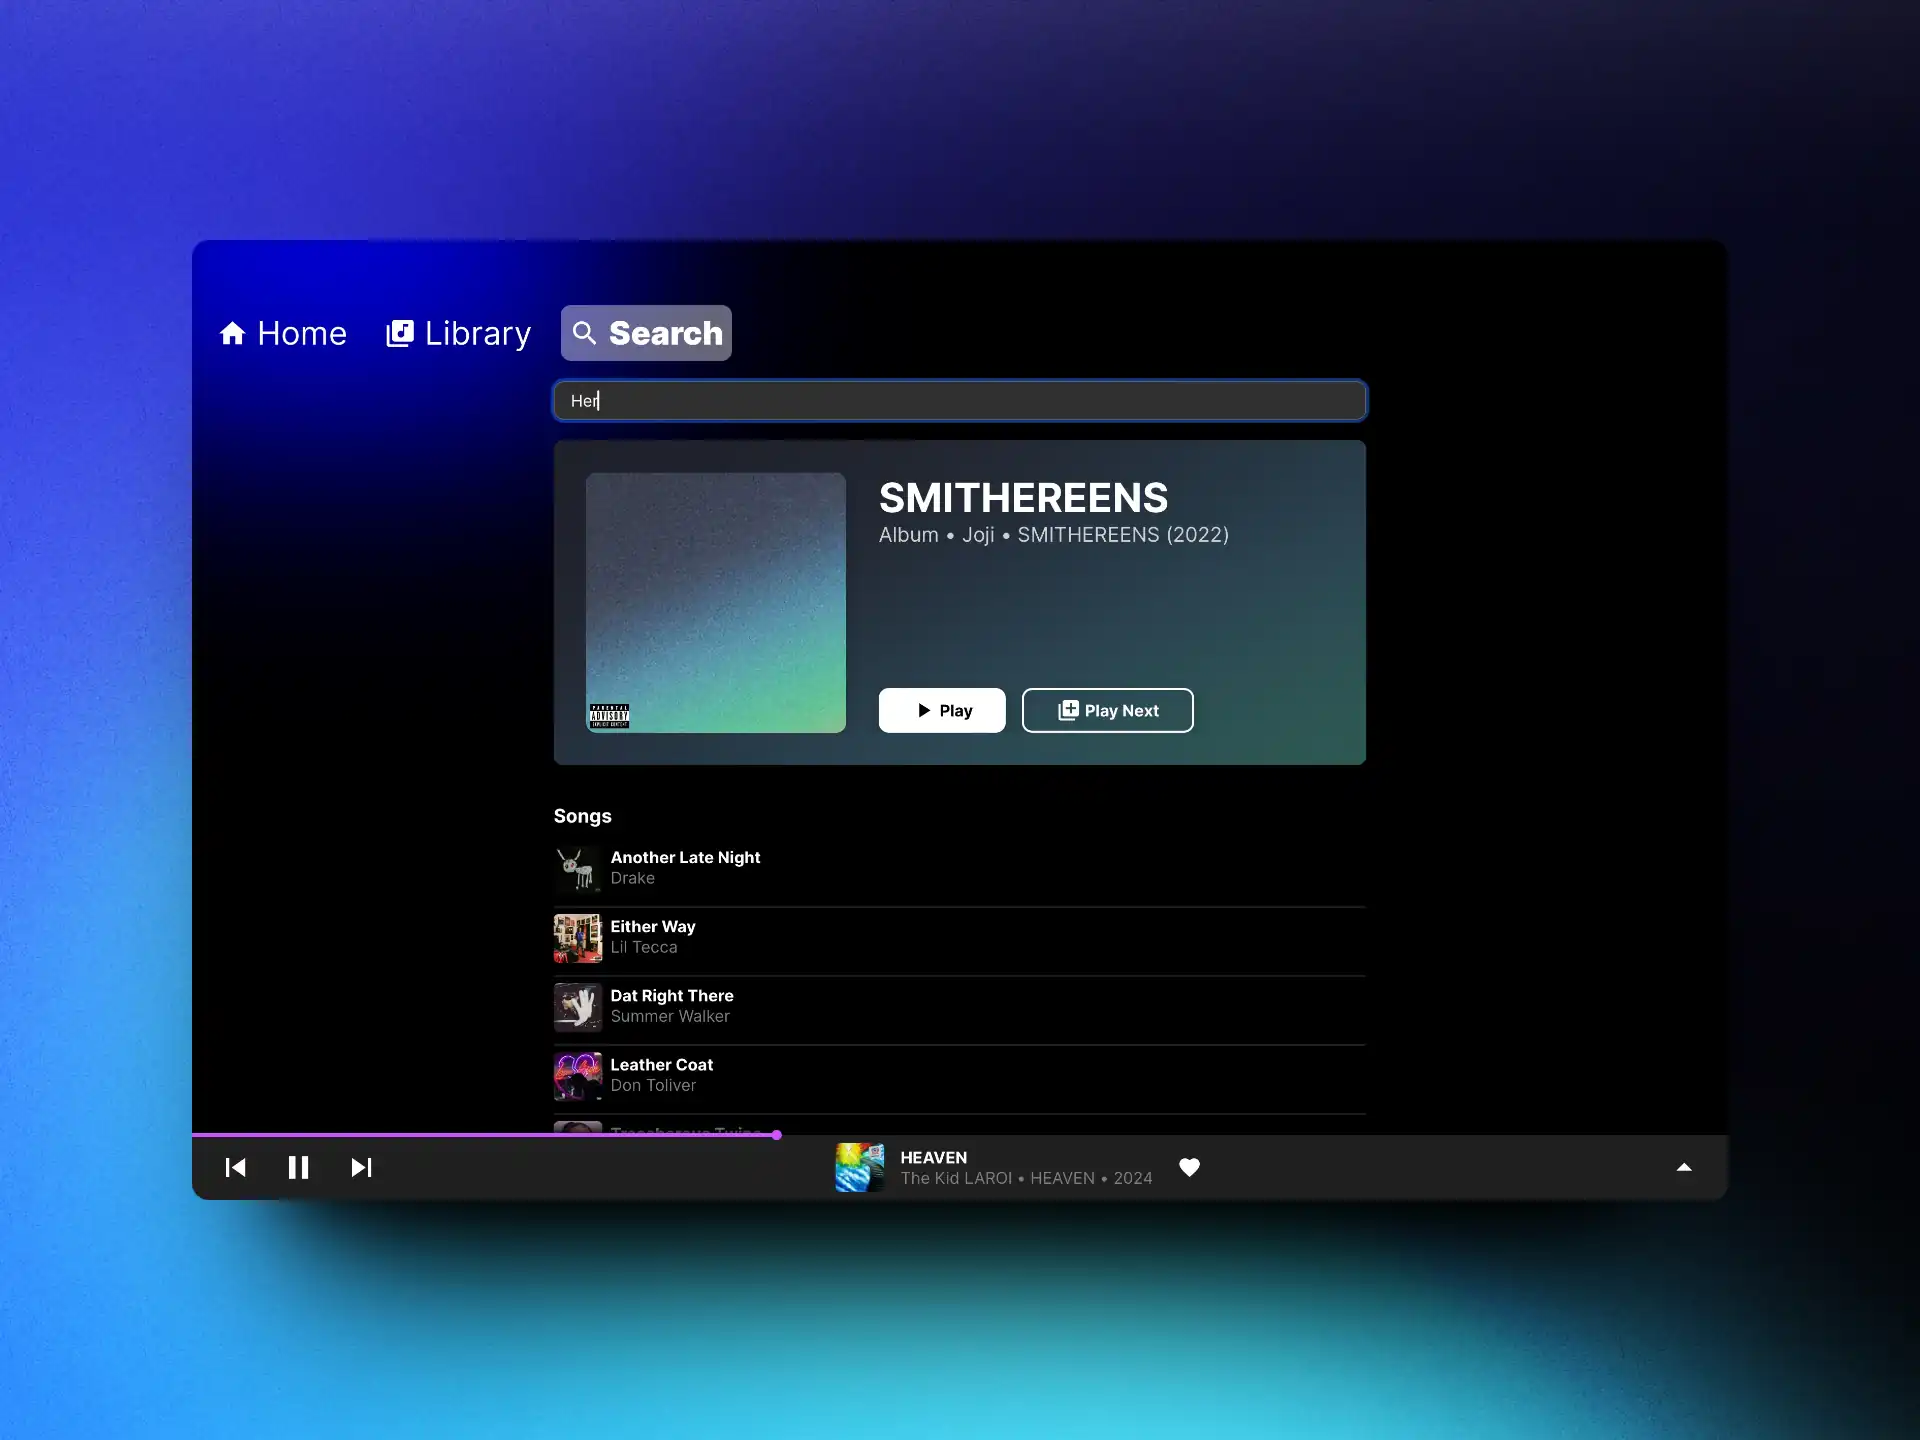 Home Library Search
Her
SMITHEREENS
Album • Joji • SMITHEREENS (2022)
PARENTAL
ADVISORY
EXPLICIT CONTENT
Play Play Next
Songs
Another Late Night
Drake
Either Way
Lil Tecca
Dat Right There
Summer Walker
Leather Coat
Don Toliver
Treacherous Twins
HEAVEN
The Kid LAROI • HEAVEN • 2024